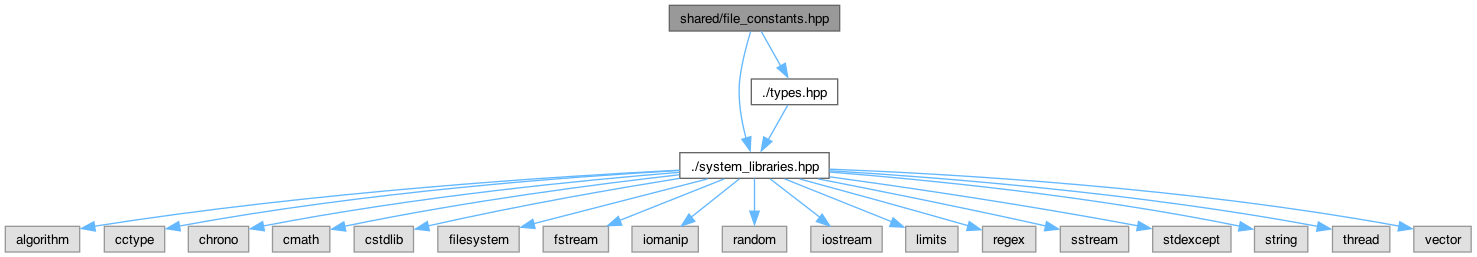 shared/file_constants.hpp
./types.hpp
./system_libraries.hpp
algorithm
cctype
chrono
cmath
cstdlib
filesystem
fstream
iomanip
random
iostream
limits
regex
sstream
stdexcept
string
thread
vector